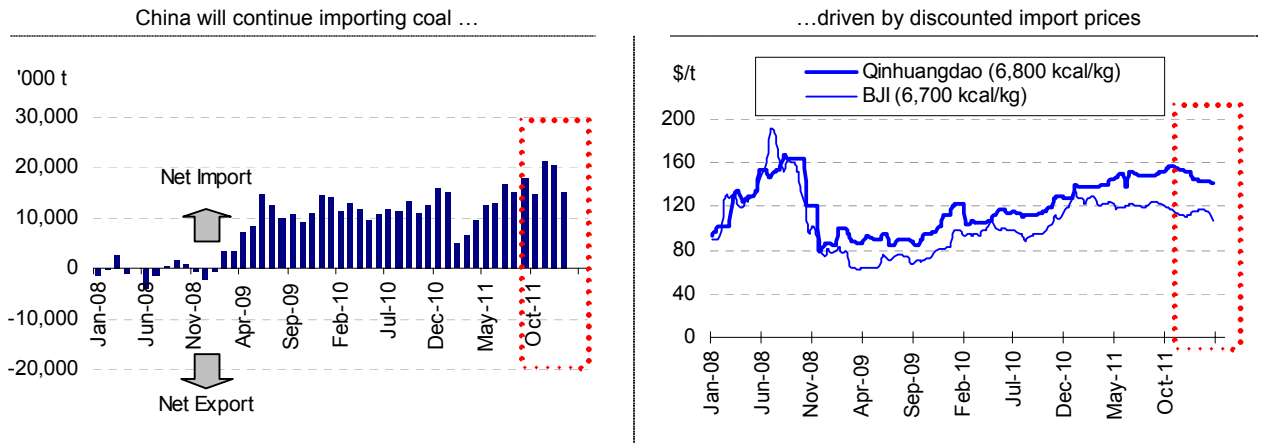 China will continue importing coal …
'000 t
30,000
20,000
10,000
0
-10,000
-20,000
Net Import
Net Export
Jan-08
Jun-08
Nov-08
Apr-09
Sep-09
Feb-10
Jul-10
Dec-10
May-11
Oct-11
…driven by discounted import prices
$/t
Qinhuangdao (6,800 kcal/kg)
BJI (6,700 kcal/kg)
200
160
120
80
40
0
Jan-08
Jun-08
Nov-08
Apr-09
Sep-09
Feb-10
Jul-10
Dec-10
May-11
Oct-11